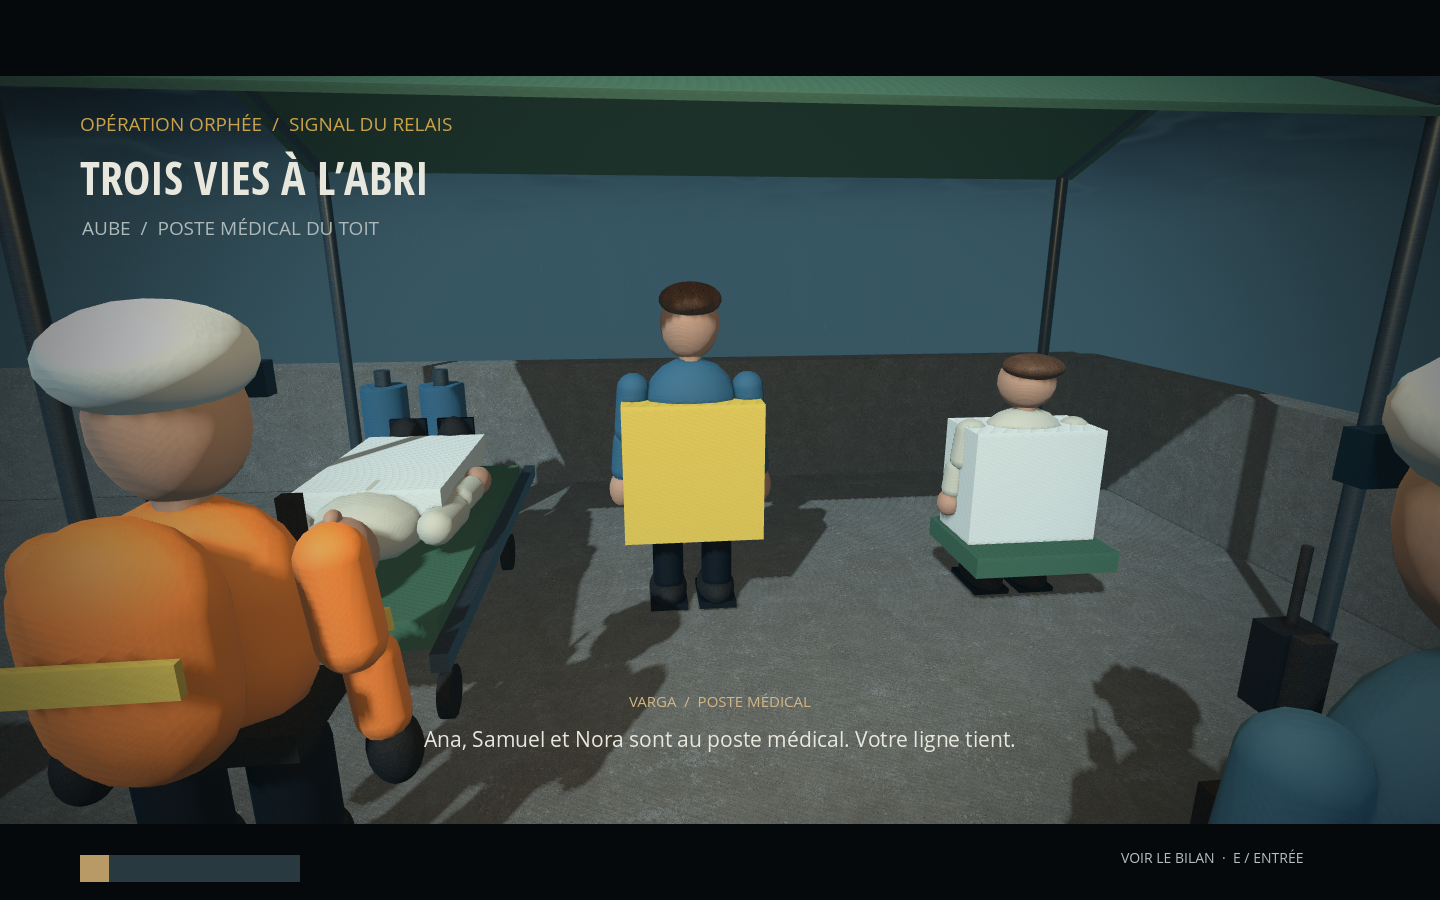 OPÉRATION ORPHÉE / SIGNAL DU RELAIS
TROIS VIES À L’ABRI
AUBE / POSTE MÉDICAL DU TOIT
VARGA / POSTE MÉDICAL
Ana, Samuel et Nora sont au poste médical. Votre ligne tient.
VOIR LE BILAN · E / ENTRÉE